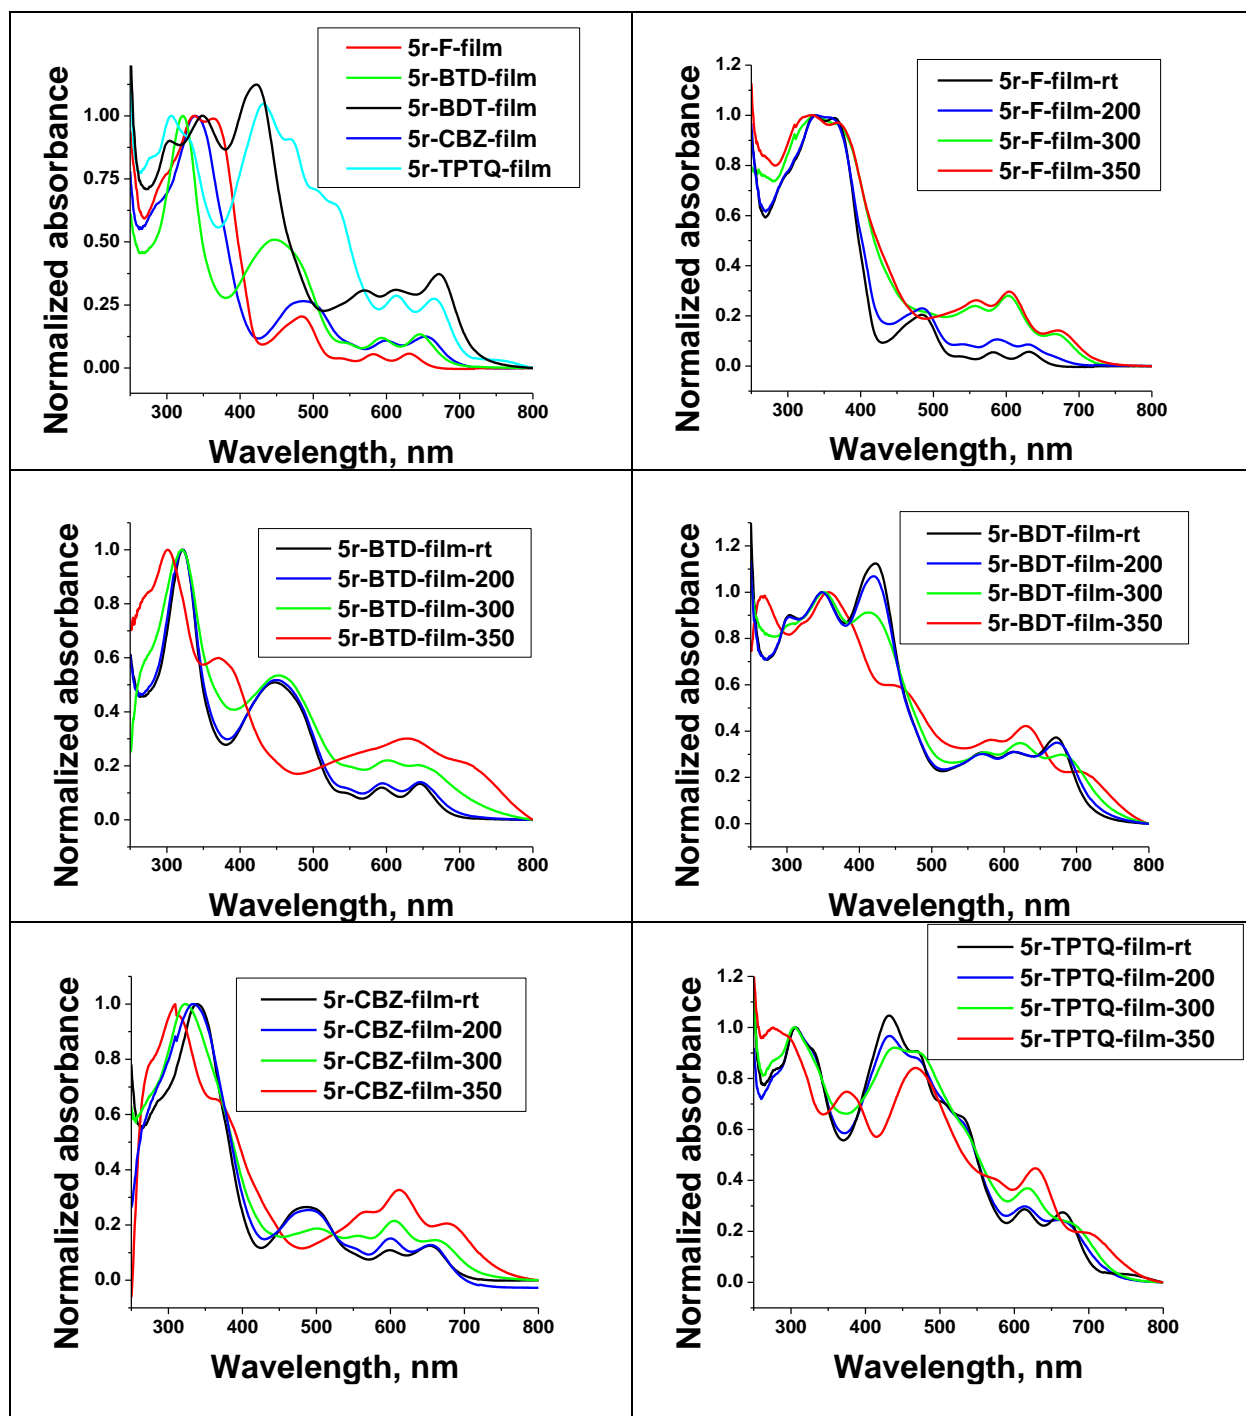 5r-F-film
5r-BTD-film
5r-BDT-film
5r-CBZ-film
5r-TPTQ-film
Normalized absorbance
1.00
0.75
0.50
0.25
0.00
300 400 500 600 700 800
Wavelength, nm
5r-F-film-rt
5r-F-film-200
5r-F-film-300
5r-F-film-350
Normalized absorbance
1.2
1.0
0.8
0.6
0.4
0.2
0.0
300 400 500 600 700 800
Wavelength, nm
5r-BTD-film-rt
5r-BTD-film-200
5r-BTD-film-300
5r-BTD-film-350
Normalized absorbance
1.0
0.8
0.6
0.4
0.2
0.0
300 400 500 600 700 800
Wavelength, nm
5r-BDT-film-rt
5r-BDT-film-200
5r-BDT-film-300
5r-BDT-film-350
Normalized absorbance
1.2
1.0
0.8
0.6
0.4
0.2
0.0
300 400 500 600 700 800
Wavelength, nm
5r-CBZ-film-rt
5r-CBZ-film-200
5r-CBZ-film-300
5r-CBZ-film-350
Normalized absorbance
1.0
0.8
0.6
0.4
0.2
0.0
300 400 500 600 700 800
Wavelength, nm
5r-TPTQ-film-rt
5r-TPTQ-film-200
5r-TPTQ-film-300
5r-TPTQ-film-350
Normalized absorbance
1.2
1.0
0.8
0.6
0.4
0.2
0.0
300 400 500 600 700 800
Wavelength, nm